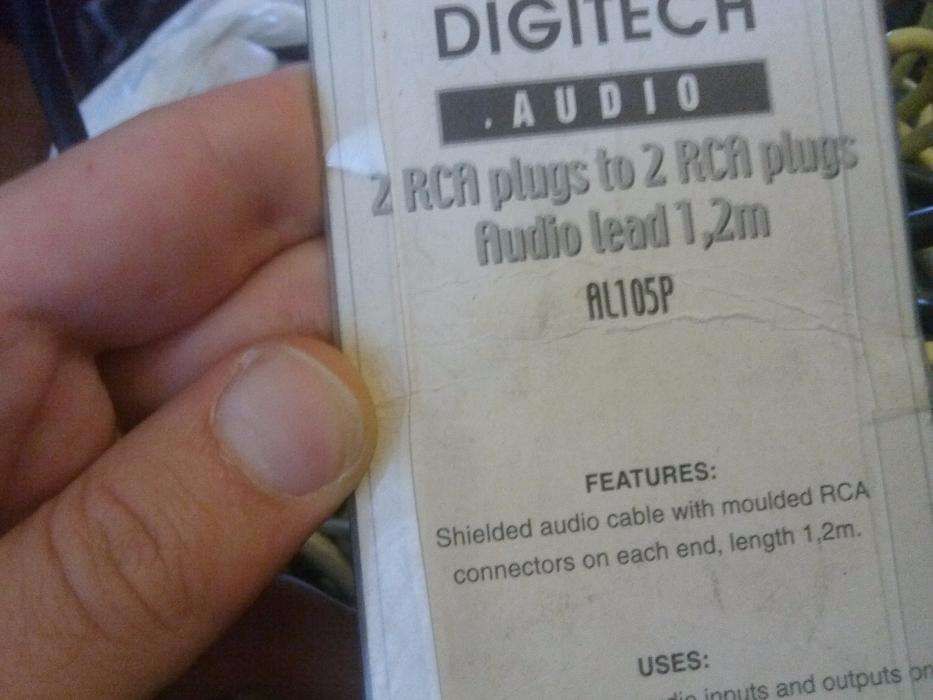 DIGITECH
. AUDIO
2 RCA plugs to 2 RCA plugs
Audio lead 1,2m
AL105P
FEATURES:
Shielded audio cable with moulded RCA
connectors on each end, length 1,2m.
USES:
inputs and outputs